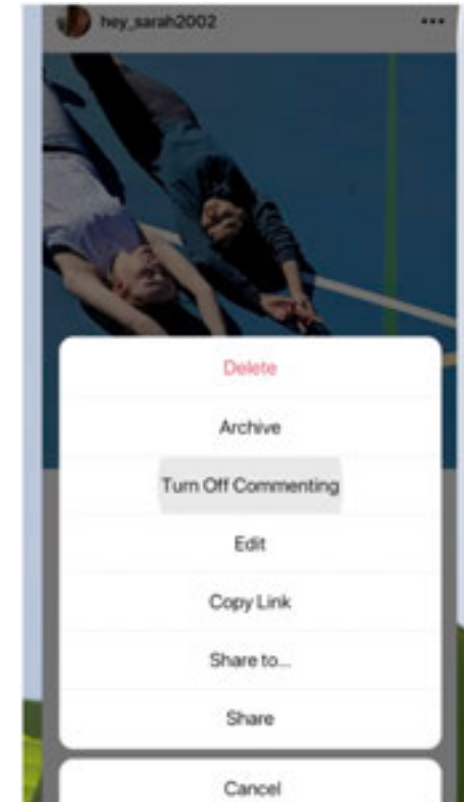 hey_sarah2002
Delete
Archive
Turn Off Commenting
Edit
Copy Link
Share to...
Share
Cancel